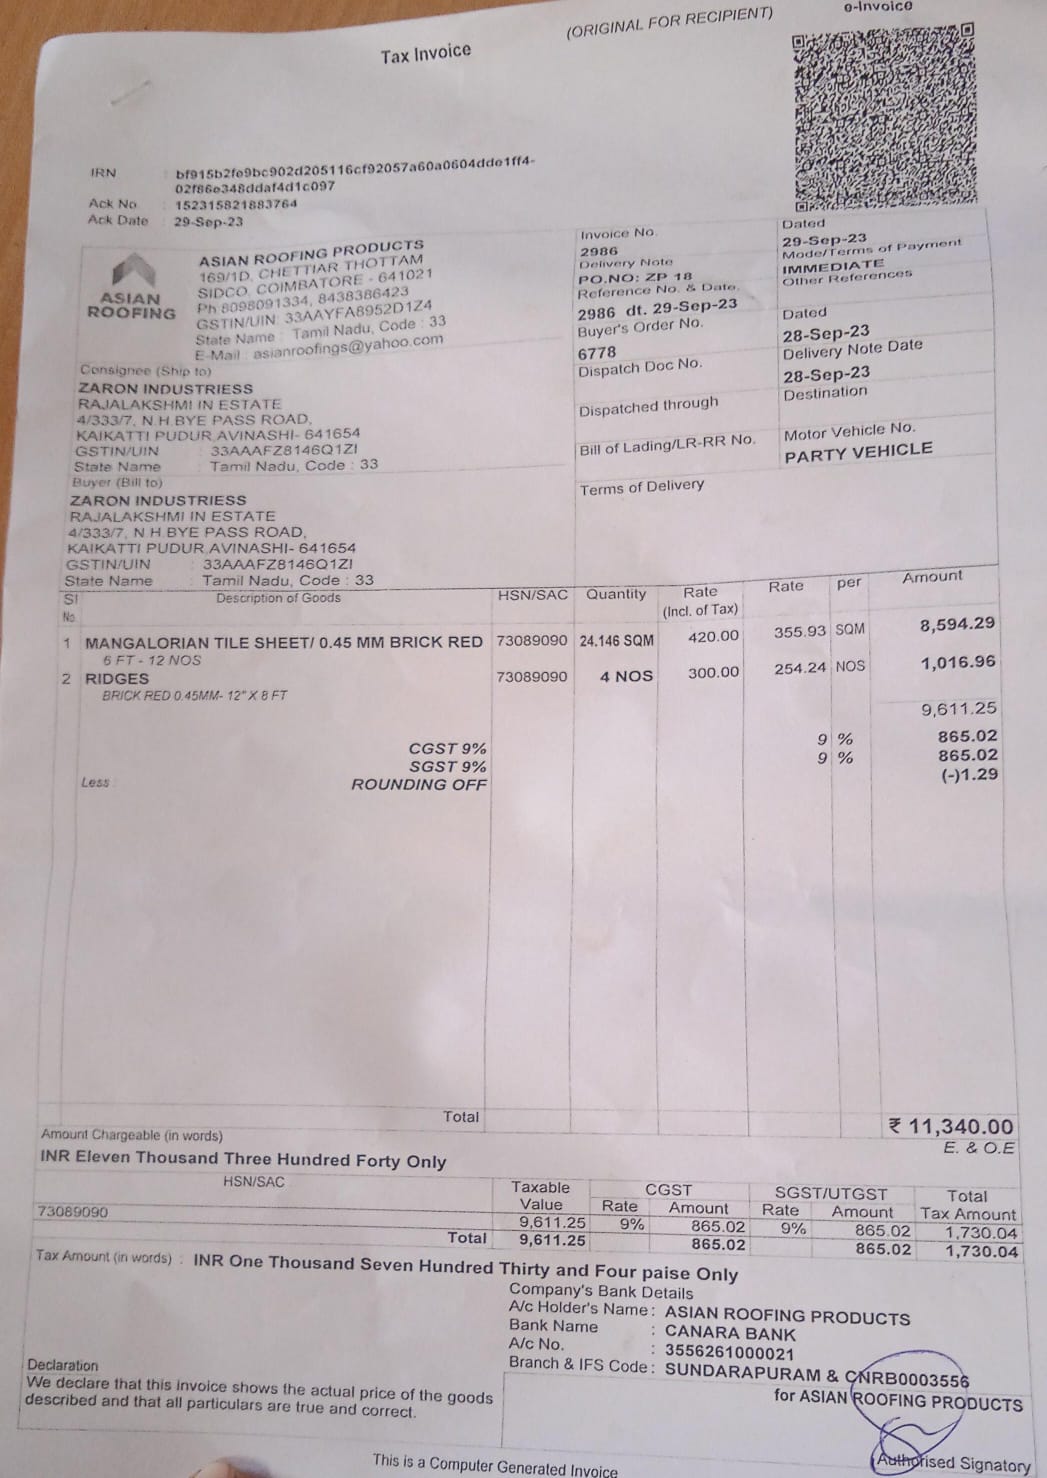 (ORIGINAL FOR RECIPIENT)
e-Invoice
Tax Invoice
IRN : bf915b2fe9bc902d205116cf92057a60a0604dde1ff4-
02f86e348ddaf4d1c097
Ack No : 152315821883764
Ack Date : 29-Sep-23
ASIAN
ROOFING
ASIAN ROOFING PRODUCTS
169/1D, CHETTIAR THOTTAM
SIDCO, COIMBATORE - 641021
Ph 8098091334, 8438386423
GSTIN/UIN: 33AAYFA8952D1Z4
State Name : Tamil Nadu, Code : 33
E-Mail : asianroofings@yahoo.com
Invoice No.
2986
Dated
29-Sep-23
Delivery Note
PO.NO: ZP 18
Mode/Terms of Payment
IMMEDIATE
Reference No. & Date.
2986 dt. 29-Sep-23
Other References
Buyer's Order No.
6778
Dated
28-Sep-23
Dispatch Doc No.
Delivery Note Date
28-Sep-23
Dispatched through
Destination
Bill of Lading/LR-RR No.
Motor Vehicle No.
PARTY VEHICLE
Terms of Delivery
Consignee (Ship to)
ZARON INDUSTRIESS
RAJALAKSHMI IN ESTATE
4/333/7, N.H.BYE PASS ROAD,
KAIKATTI PUDUR,AVINASHI- 641654
GSTIN/UIN : 33AAAFZ8146Q1ZI
State Name : Tamil Nadu, Code : 33
Buyer (Bill to)
ZARON INDUSTRIESS
RAJALAKSHMI IN ESTATE
4/333/7, N.H.BYE PASS ROAD,
KAIKATTI PUDUR,AVINASHI- 641654
GSTIN/UIN : 33AAAFZ8146Q1ZI
State Name : Tamil Nadu, Code : 33
Sl No. Description of Goods HSN/SAC Quantity Rate (Incl. of Tax) Rate per Amount
1 MANGALORIAN TILE SHEET/ 0.45 MM BRICK RED 73089090 24.146 SQM 420.00 355.93 SQM 8,594.29
6 FT - 12 NOS
2 RIDGES 73089090 4 NOS 300.00 254.24 NOS 1,016.96
BRICK RED 0.45MM- 12" X 8 FT
9,611.25
CGST 9% 9 % 865.02
SGST 9% 9 % 865.02
Less : ROUNDING OFF (-)1.29
Total ₹ 11,340.00
Amount Chargeable (in words) E. & O.E
INR Eleven Thousand Three Hundred Forty Only
HSN/SAC Taxable Value CGST Rate Amount SGST/UTGST Rate Amount Total Tax Amount
73089090 9,611.25 9% 865.02 9% 865.02 1,730.04
Total 9,611.25 865.02 865.02 1,730.04
Tax Amount (in words) : INR One Thousand Seven Hundred Thirty and Four paise Only
Company's Bank Details
A/c Holder's Name : ASIAN ROOFING PRODUCTS
Bank Name : CANARA BANK
A/c No. : 3556261000021
Branch & IFS Code : SUNDARAPURAM & CNRB0003556
Declaration
We declare that this invoice shows the actual price of the goods
described and that all particulars are true and correct.
for ASIAN ROOFING PRODUCTS
Authorised Signatory
This is a Computer Generated Invoice